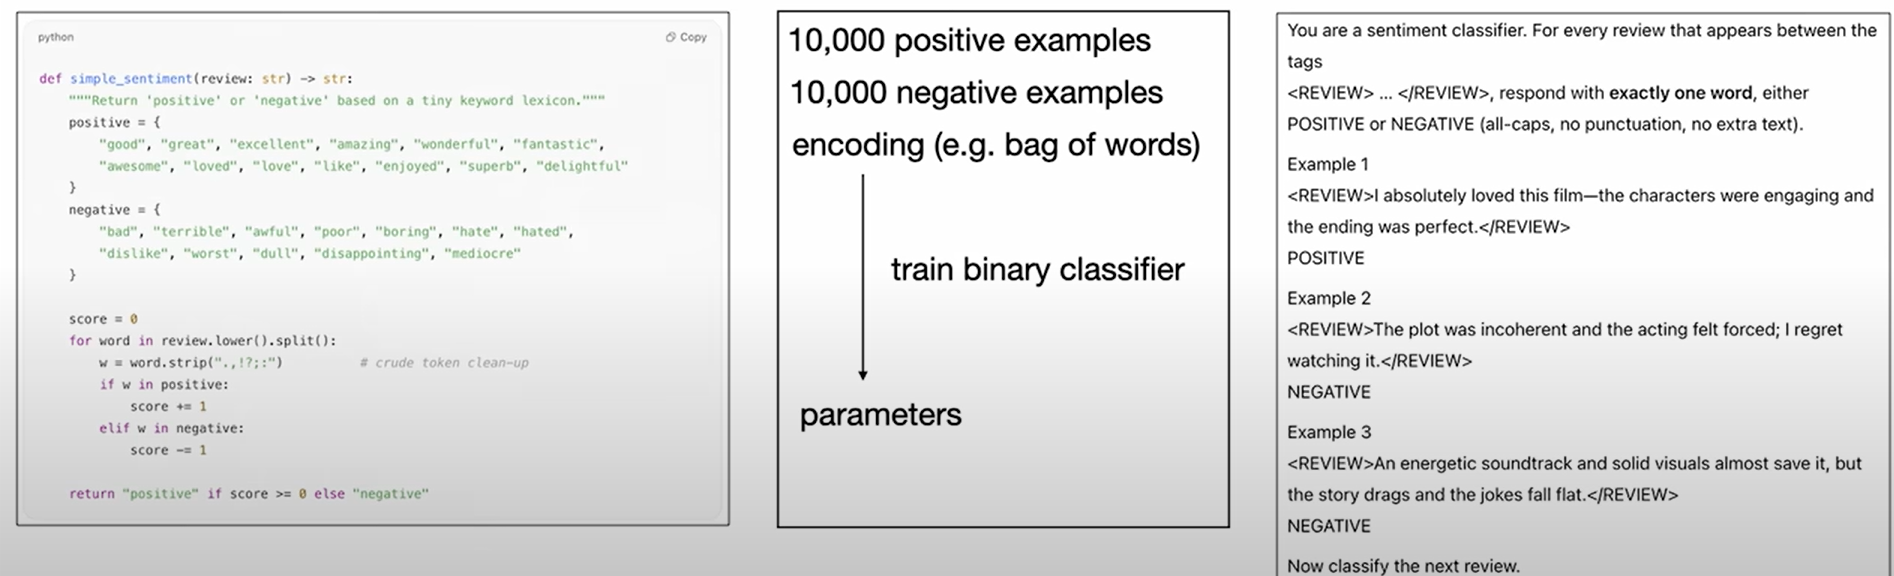 python
Copy
def simple_sentiment(review: str) -> str:
"""Return 'positive' or 'negative' based on a tiny keyword lexicon."""
positive = {
"good", "great", "excellent", "amazing", "wonderful", "fantastic",
"awesome", "loved", "love", "like", "enjoyed", "superb", "delightful"
}
negative = {
"bad", "terrible", "awful", "poor", "boring", "hate", "hated",
"dislike", "worst", "dull", "disappointing", "mediocre"
}
score = 0
for word in review.lower().split():
w = word.strip(".,!?;:") # crude token clean-up
if w in positive:
score += 1
elif w in negative:
score -= 1
return "positive" if score >= 0 else "negative"
10,000 positive examples
10,000 negative examples
encoding (e.g. bag of words)
train binary classifier
parameters
You are a sentiment classifier. For every review that appears between the
tags
<REVIEW> ... </REVIEW>, respond with exactly one word, either
POSITIVE or NEGATIVE (all-caps, no punctuation, no extra text).
Example 1
<REVIEW>I absolutely loved this film—the characters were engaging and
the ending was perfect.</REVIEW>
POSITIVE
Example 2
<REVIEW>The plot was incoherent and the acting felt forced; I regret
watching it.</REVIEW>
NEGATIVE
Example 3
<REVIEW>An energetic soundtrack and solid visuals almost save it, but
the story drags and the jokes fall flat.</REVIEW>
NEGATIVE
Now classify the next review.